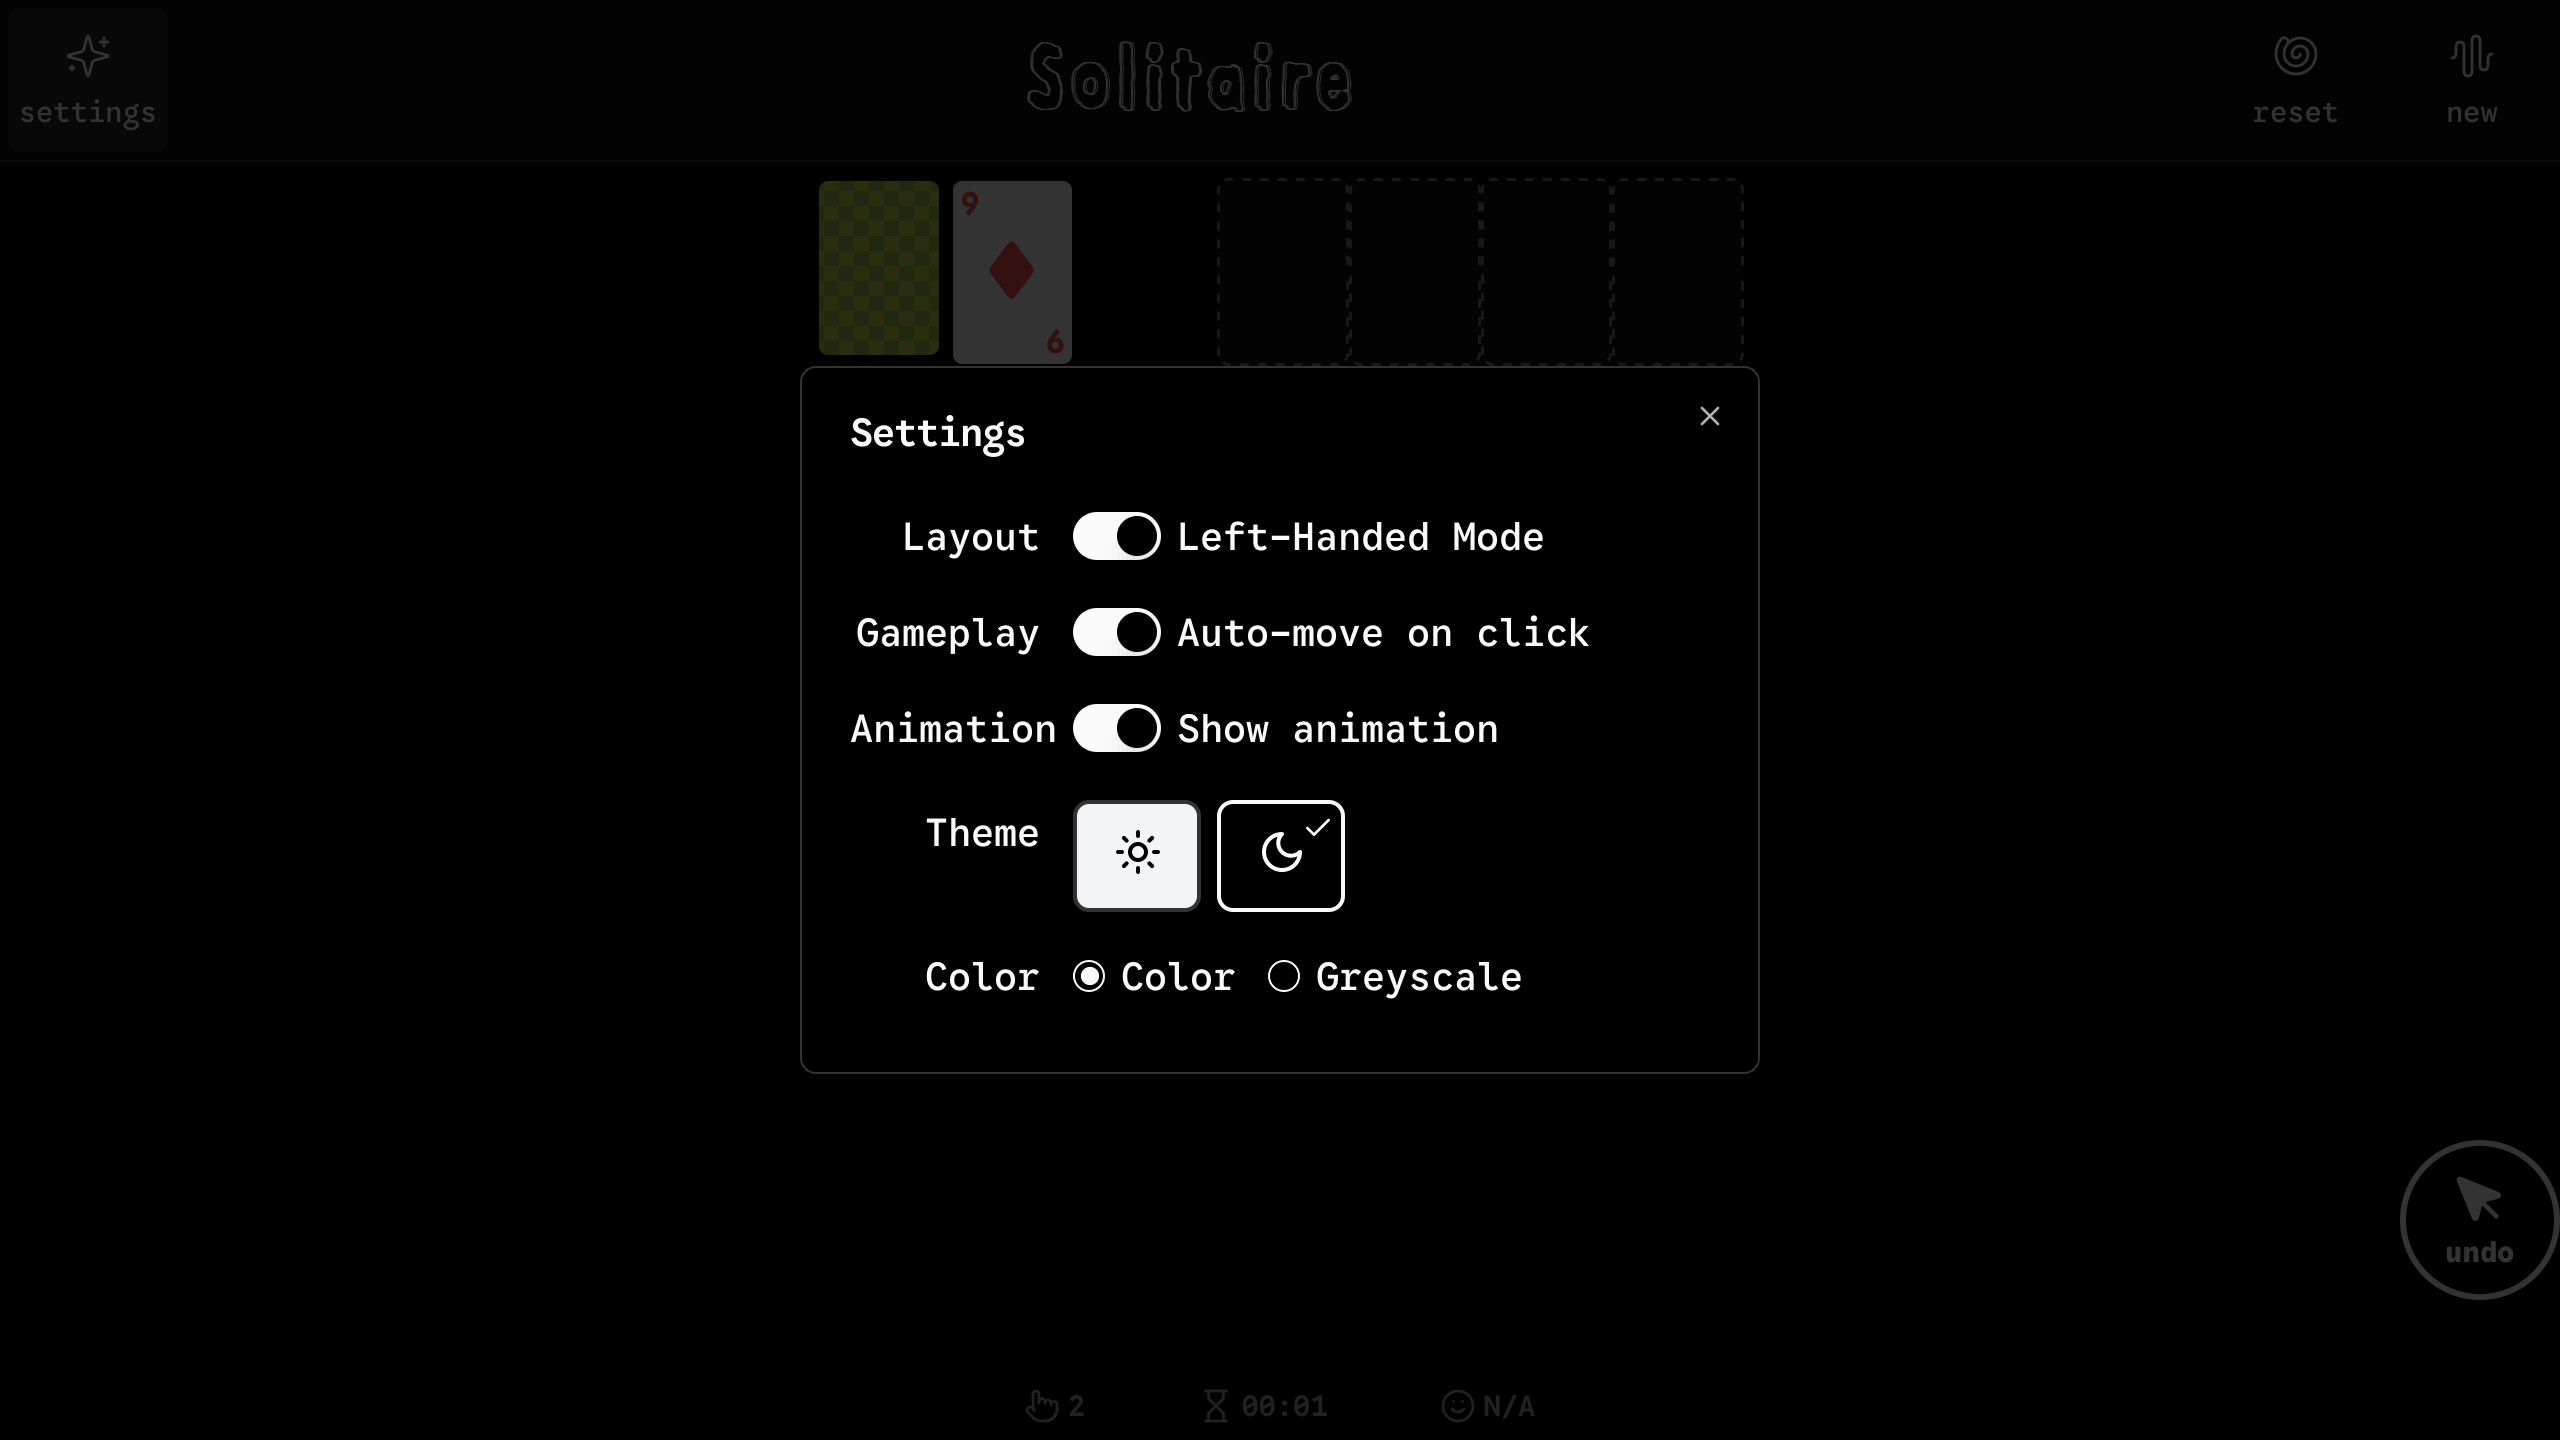 settings
Solitaire
reset
new
9
9
Settings
Layout Left-Handed Mode
Gameplay Auto-move on click
Animation Show animation
Theme
Color Color Greyscale
undo
2 00:01 N/A